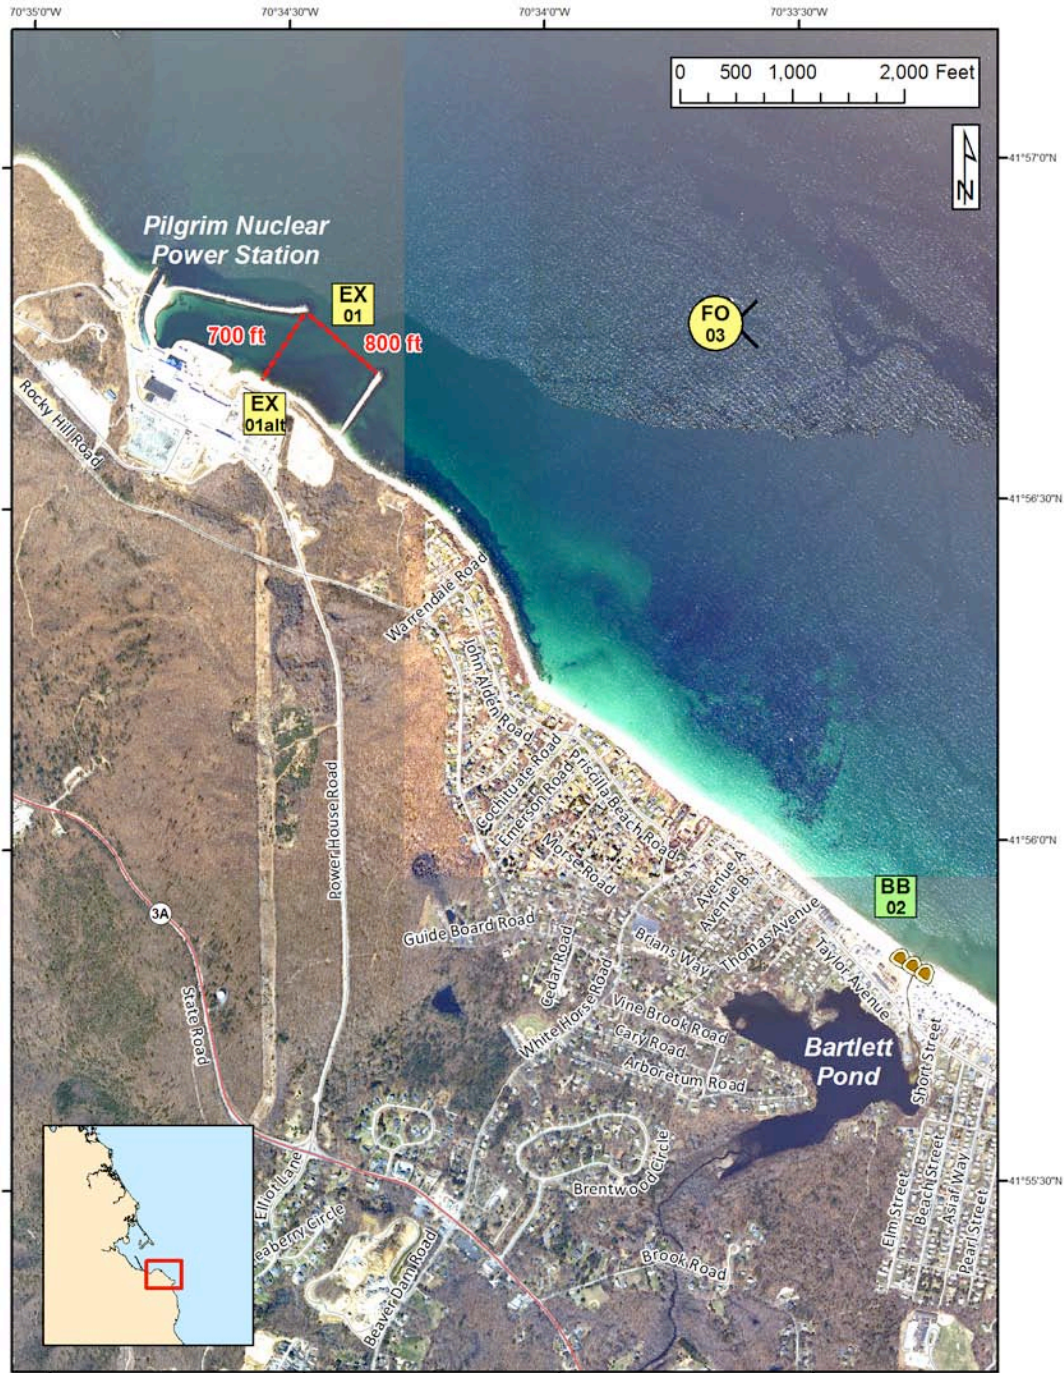 70°35'0"W
70°34'30"W
70°34'0"W
70°33'30"W
0 500 1,000 2,000 Feet
N
41°57'0"N
Pilgrim Nuclear
Power Station
EX
01
FO
03
700 ft
800 ft
EX
01alt
Rocky Hill Road
41°56'30"N
Warrendale Road
John Alden Road
Cochituate Road
Emerson Road
Priscilla Beach Road
Power House Road
Morse Road
41°56'0"N
Avenue A
Avenue B
BB
02
3A
Guide Board Road
Thomas Avenue
Brians Way
Cedar Road
Taylor Avenue
State Road
White Horse Road
Vine Brook Road
Cary Road
Arboretum Road
Bartlett
Pond
Short Street
Elliot Lane
eaberry Circle
Brentwood Circle
41°55'30"N
Elm Street
Beach Street
Asiaf Way
Pearl Street
Beaver Dam Road
Brook Road